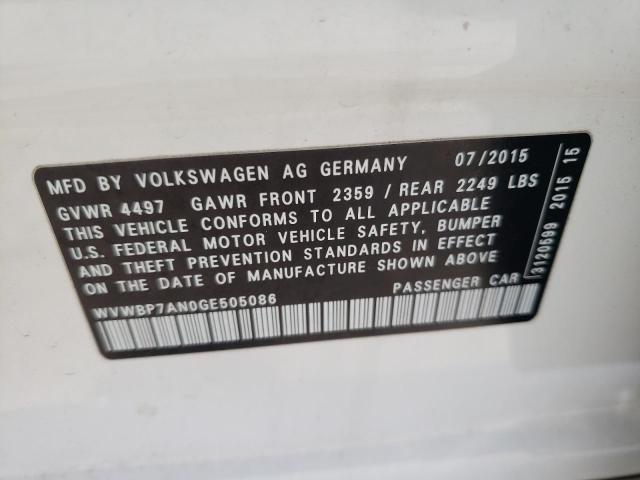 MFD BY VOLKSWAGEN AG GERMANY 07/2015
GVWR 4497 GAWR FRONT 2359 / REAR 2249 LBS
THIS VEHICLE CONFORMS TO ALL APPLICABLE
U.S. FEDERAL MOTOR VEHICLE SAFETY, BUMPER
AND THEFT PREVENTION STANDARDS IN EFFECT
ON THE DATE OF MANUFACTURE SHOWN ABOVE
WVWBP7AN0GE505086 PASSENGER CAR
3120599 2015 15